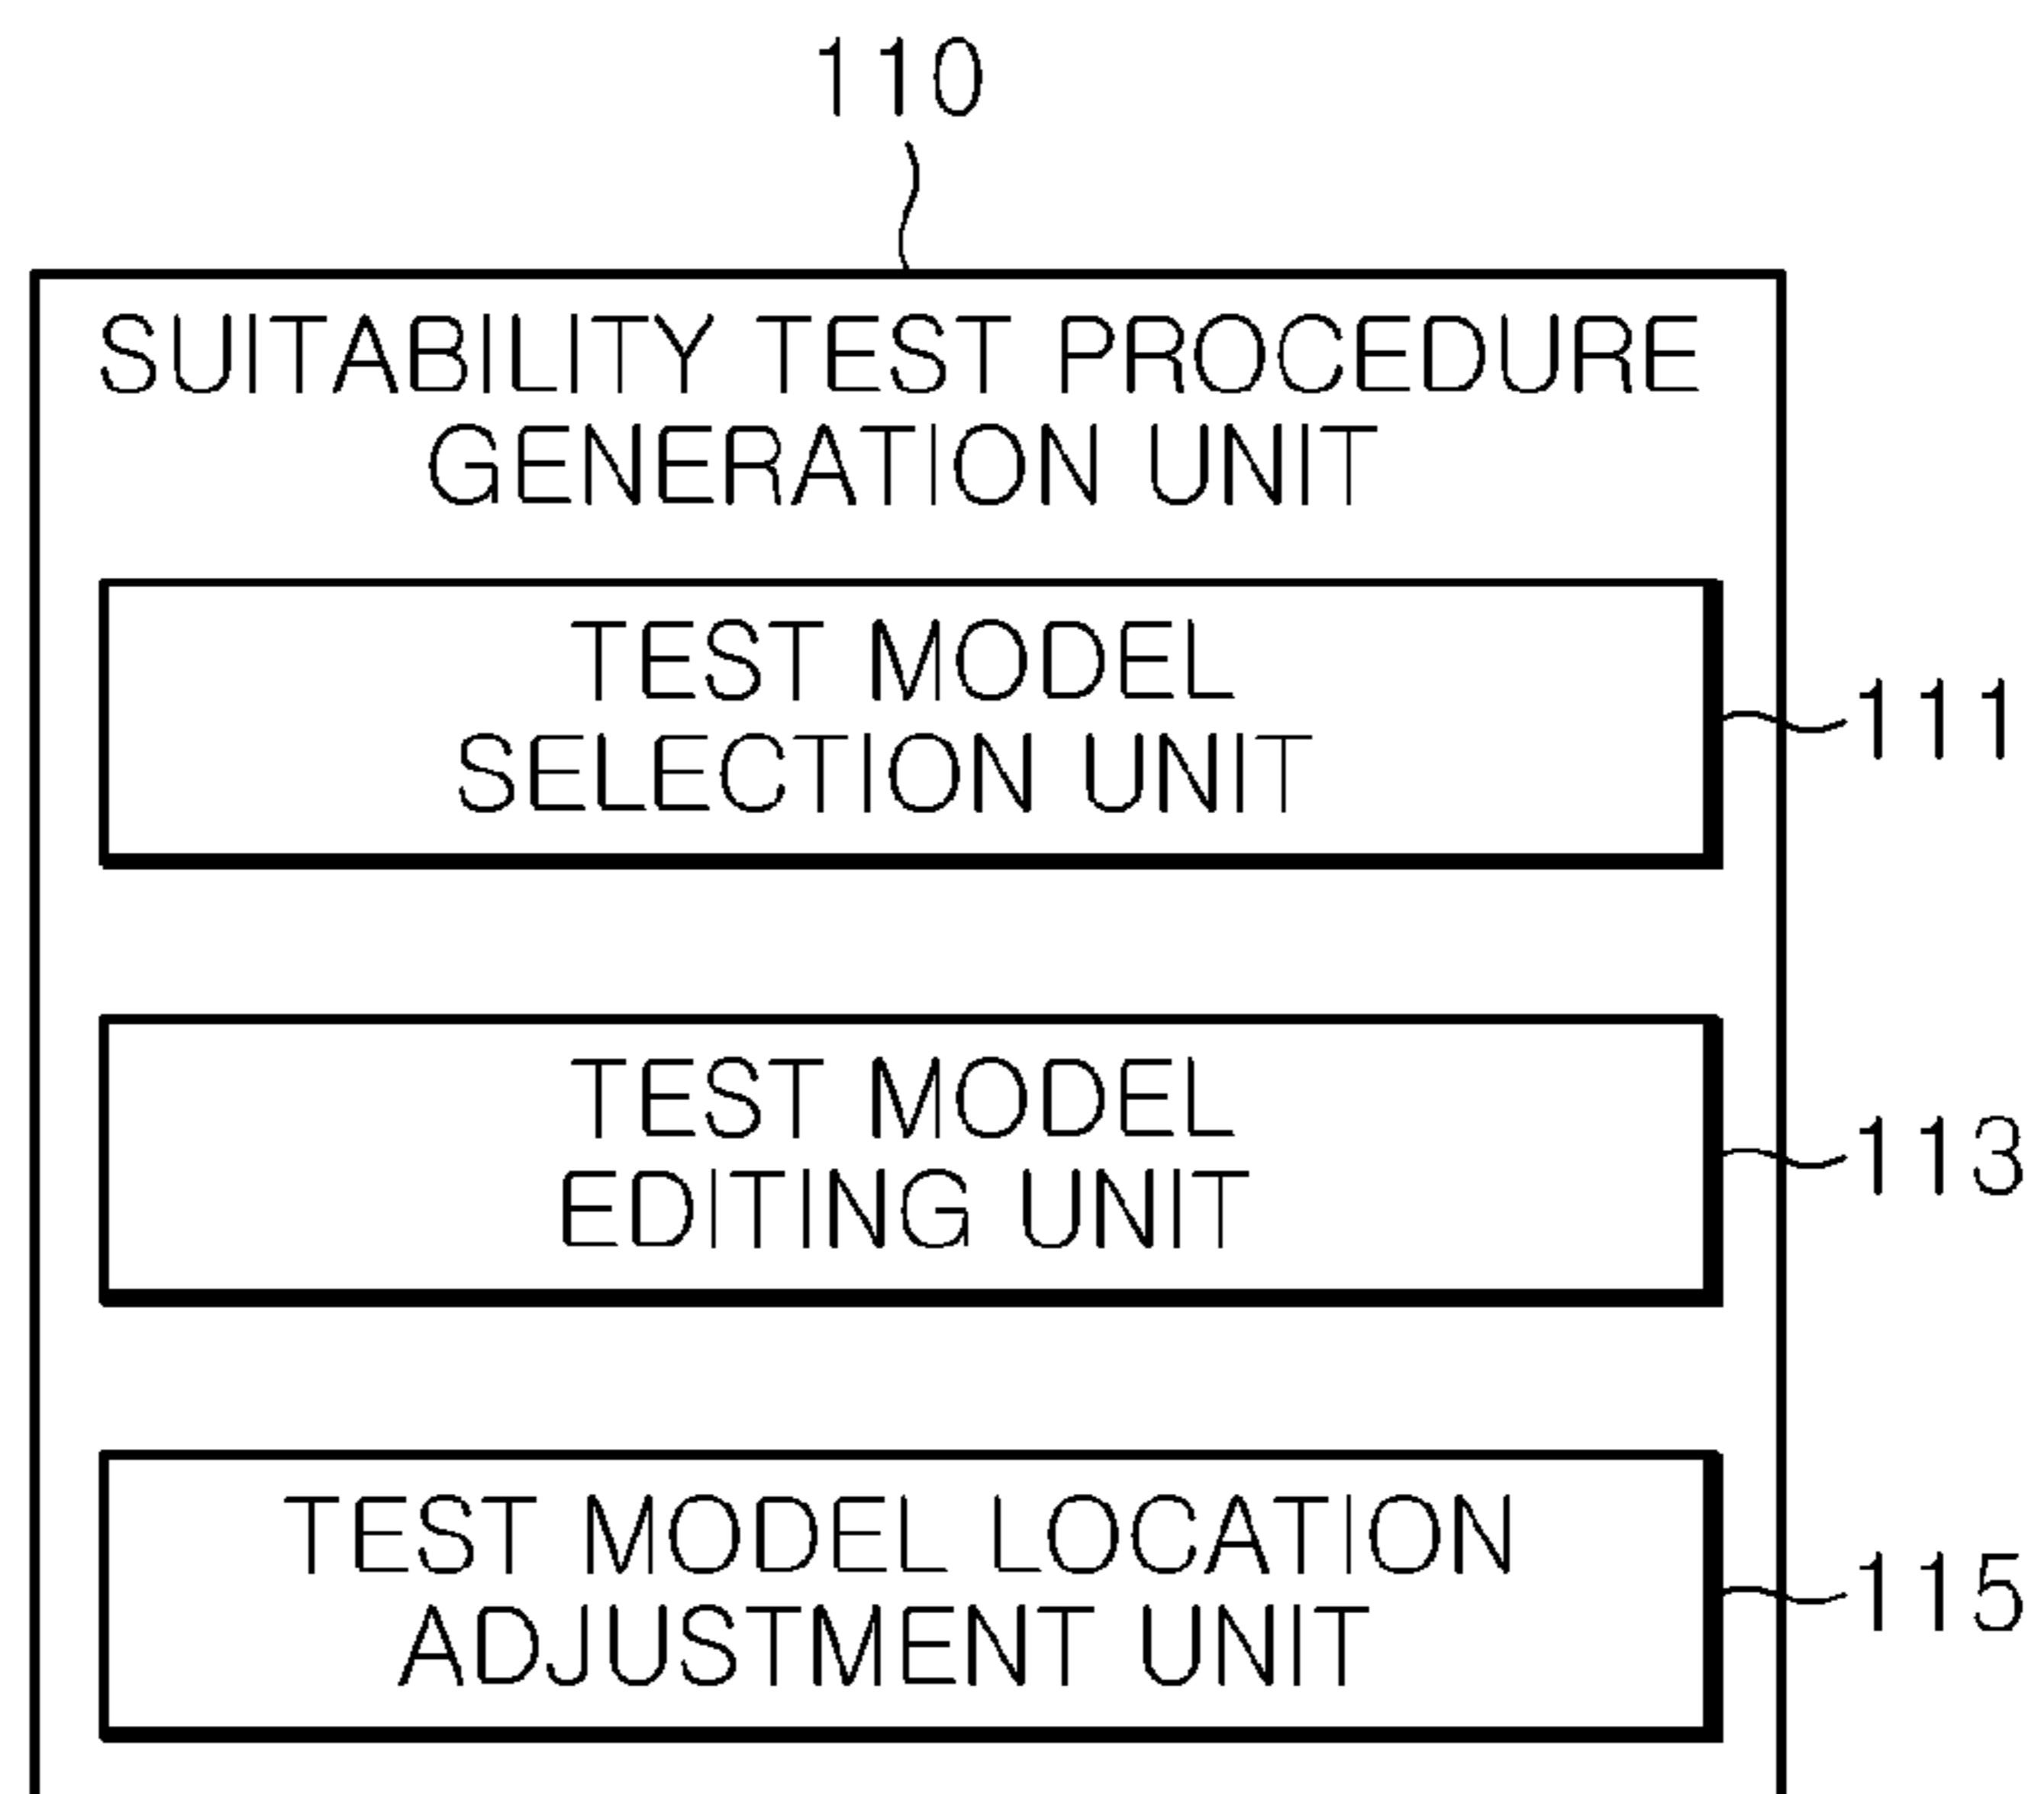 110
SUITABILITY TEST PROCEDURE
GENERATION UNIT
TEST MODEL
SELECTION UNIT
111
TEST MODEL
EDITING UNIT
113
TEST MODEL LOCATION
ADJUSTMENT UNIT
115